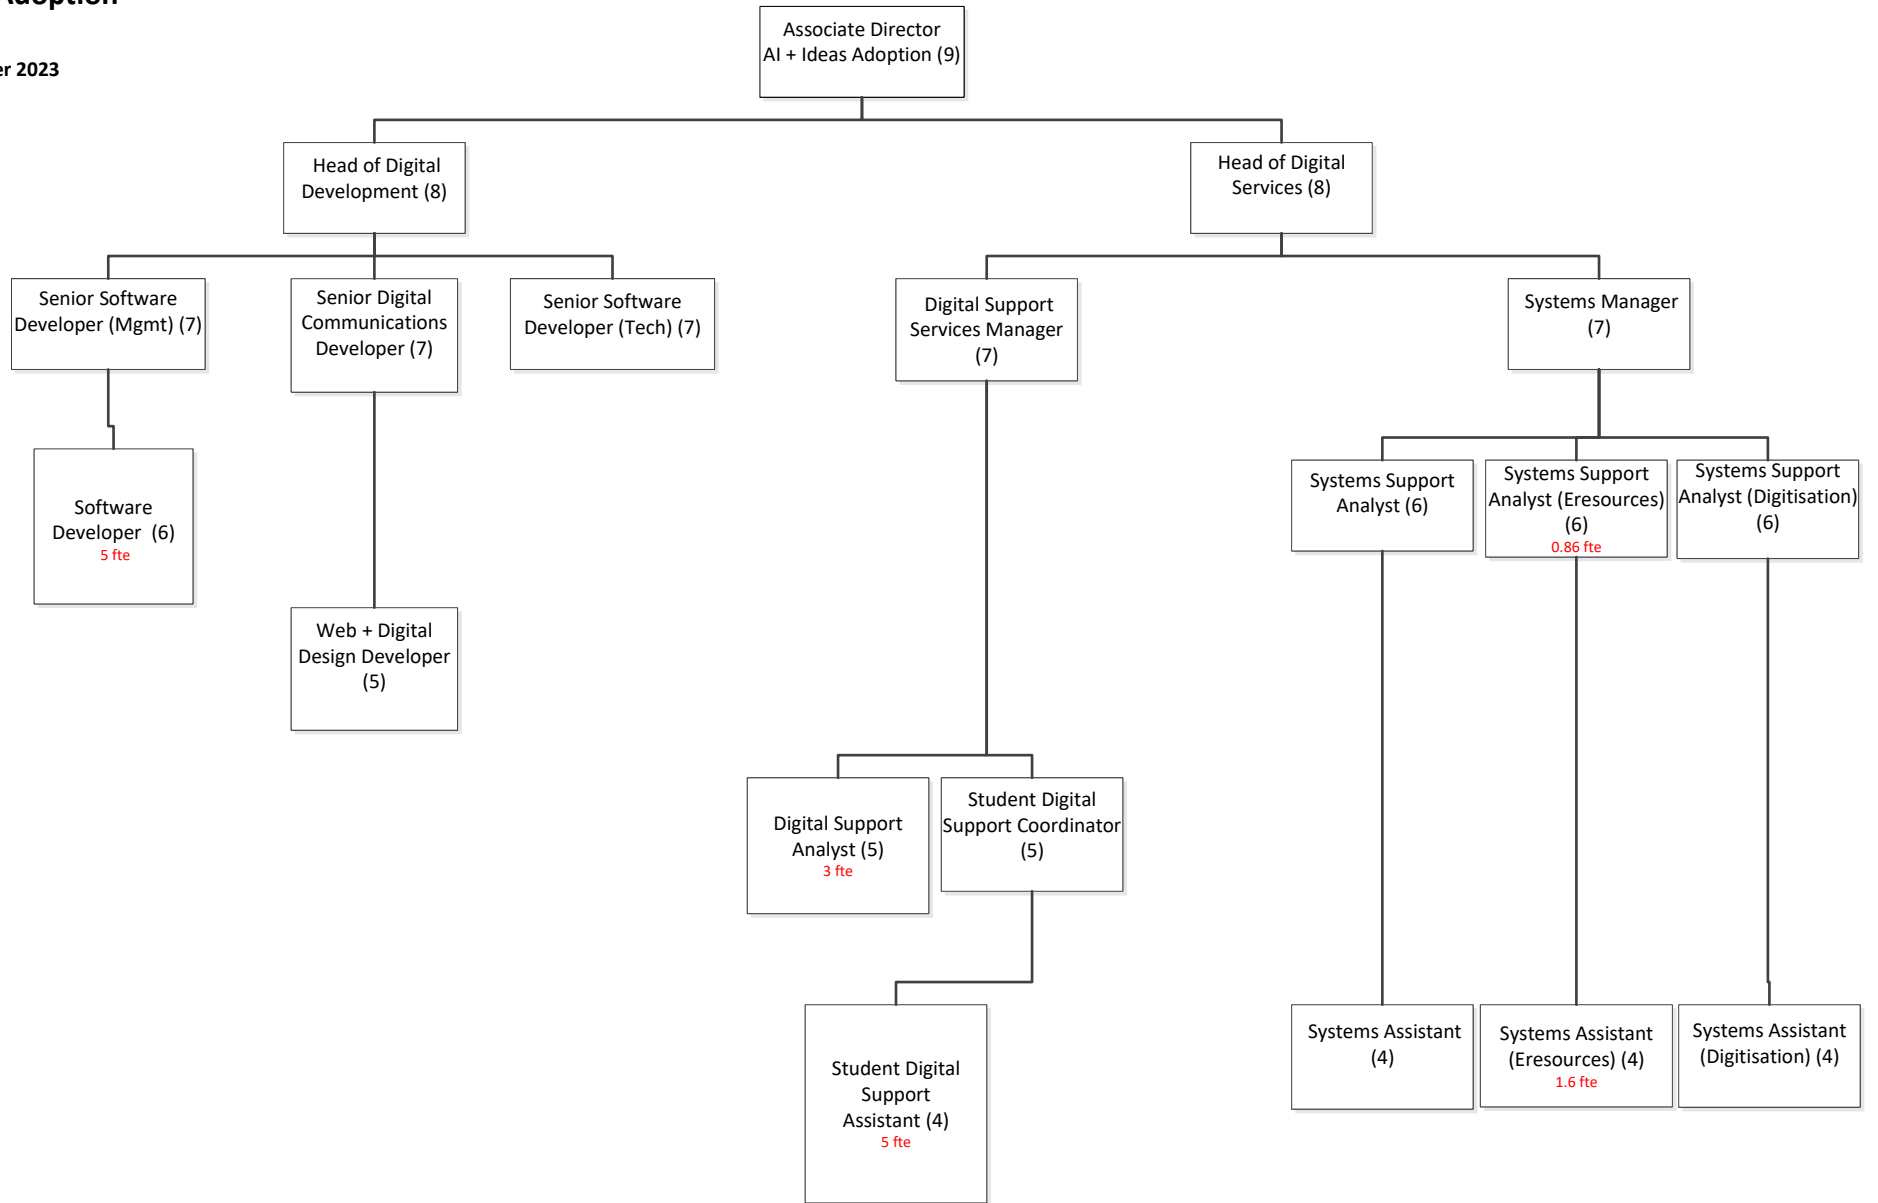 Adoption
er 2023
Associate Director
AI + Ideas Adoption (9)
Head of Digital
Development (8)
Head of Digital
Services (8)
Senior Software
Developer (Mgmt) (7)
Senior Digital
Communications
Developer (7)
Senior Software
Developer (Tech) (7)
Digital Support
Services Manager
(7)
Systems Manager
(7)
Software
Developer (6)
5 fte
Systems Support
Analyst (6)
Systems Support
Analyst (Eresources)
(6)
0.86 fte
Systems Support
Analyst (Digitisation)
(6)
Web + Digital
Design Developer
(5)
Digital Support
Analyst (5)
3 fte
Student Digital
Support Coordinator
(5)
Student Digital
Support
Assistant (4)
5 fte
Systems Assistant
(4)
Systems Assistant
(Eresources) (4)
1.6 fte
Systems Assistant
(Digitisation) (4)